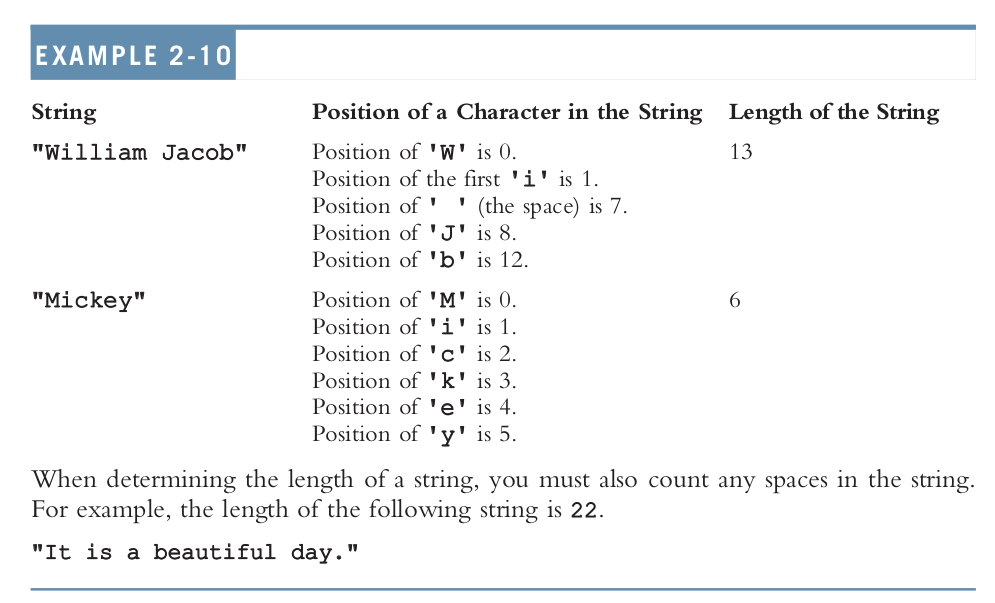 EXAMPLE 2-10
String Position of a Character in the String Length of the String
"William Jacob" Position of 'W' is 0. 13
Position of the first 'i' is 1.
Position of ' ' (the space) is 7.
Position of 'J' is 8.
Position of 'b' is 12.
"Mickey" Position of 'M' is 0. 6
Position of 'i' is 1.
Position of 'c' is 2.
Position of 'k' is 3.
Position of 'e' is 4.
Position of 'y' is 5.
When determining the length of a string, you must also count any spaces in the string.
For example, the length of the following string is 22.
"It is a beautiful day."